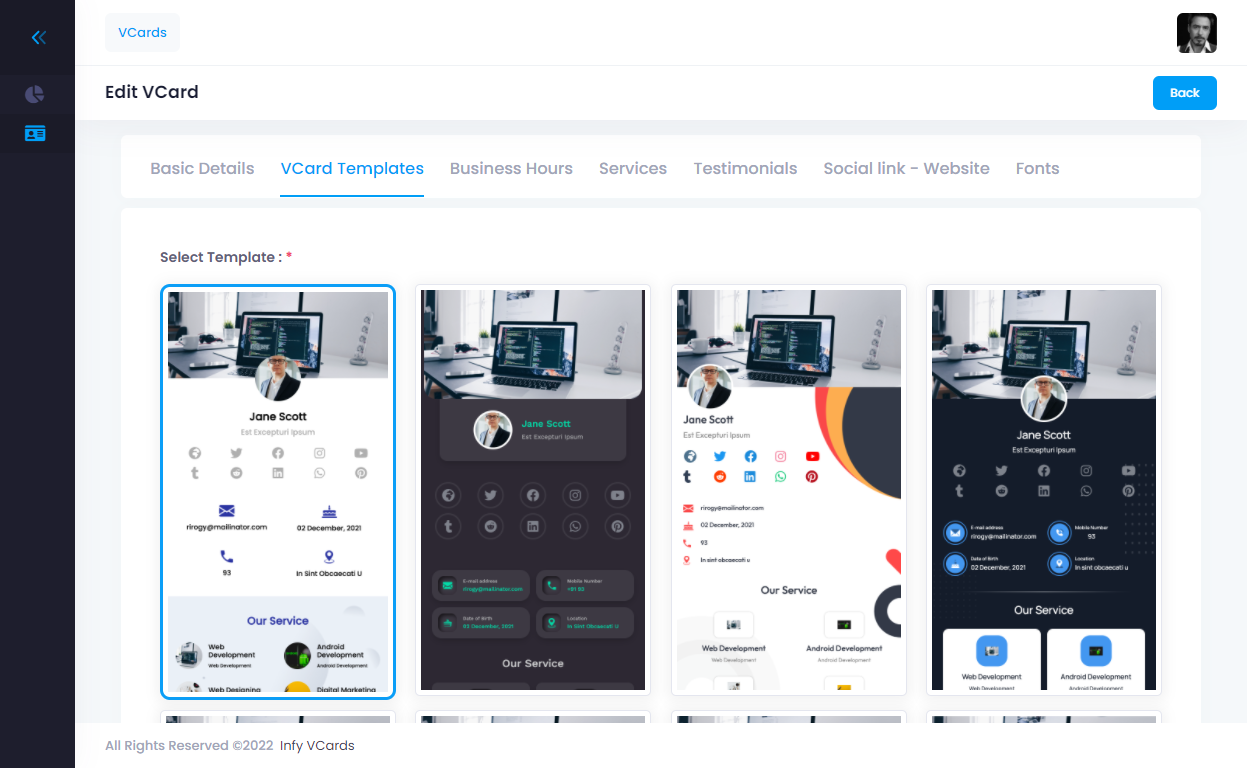 VCards
Edit VCard
Back
Basic Details VCard Templates Business Hours Services Testimonials Social link - Website Fonts
Select Template : *
Jane Scott
Est Excepturi Ipsum
rirogy@mailinator.com 02 December, 2021
93 In Sint Obcaecati U
Our Service
Web Development Android Development
Web Development Android Development
Web Designing Digital Marketing
Jane Scott
Est Excepturi Ipsum
E-mail address Mobile Number
rirogy@mailinator.com +91 93
Date of Birth Location
02 December, 2021 In Sint Obcaecati U
Our Service
Jane Scott
Est Excepturi Ipsum
rirogy@mailinator.com
02 December, 2021
93
In sint obcaecati u
Our Service
Web Development Android Development
Web Development Android Development
Jane Scott
Est Excepturi Ipsum
E-mail address Mobile Number
rirogy@mailinator.com 93
Date of Birth Location
02 December, 2021 In sint obcaecati u
Our Service
Web Development Android Development
Web Development Android Development
All Rights Reserved ©2022 Infy VCards